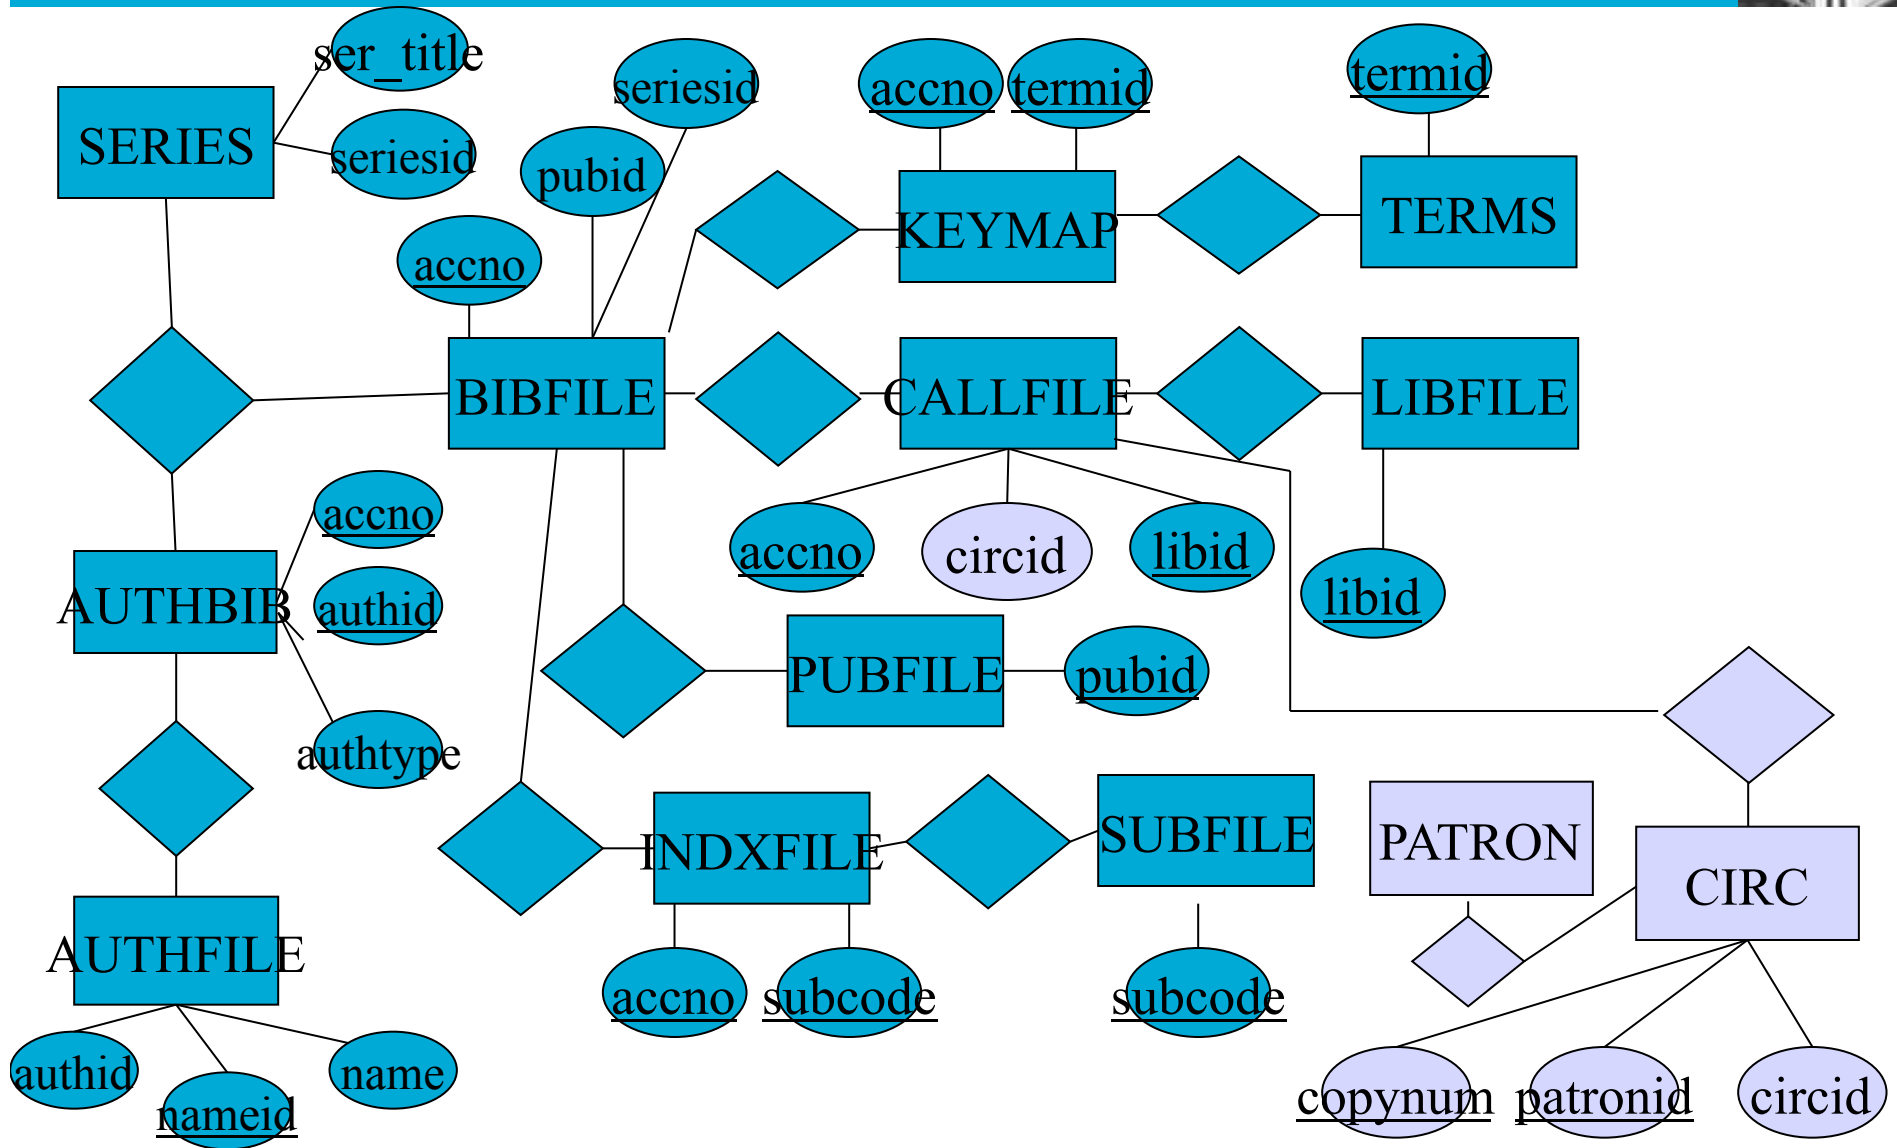 ser_title
seriesid
accno
termid
termid
SERIES
seriesid
pubid
KEYMAP
TERMS
accno
BIBFILE
CALLFILE
LIBFILE
accno
accno
circid
libid
libid
AUTHBIB
authid
PUBFILE
pubid
authtype
INDXFILE
SUBFILE
PATRON
CIRC
AUTHFILE
accno
subcode
subcode
authid
nameid
name
copynum
patronid
circid